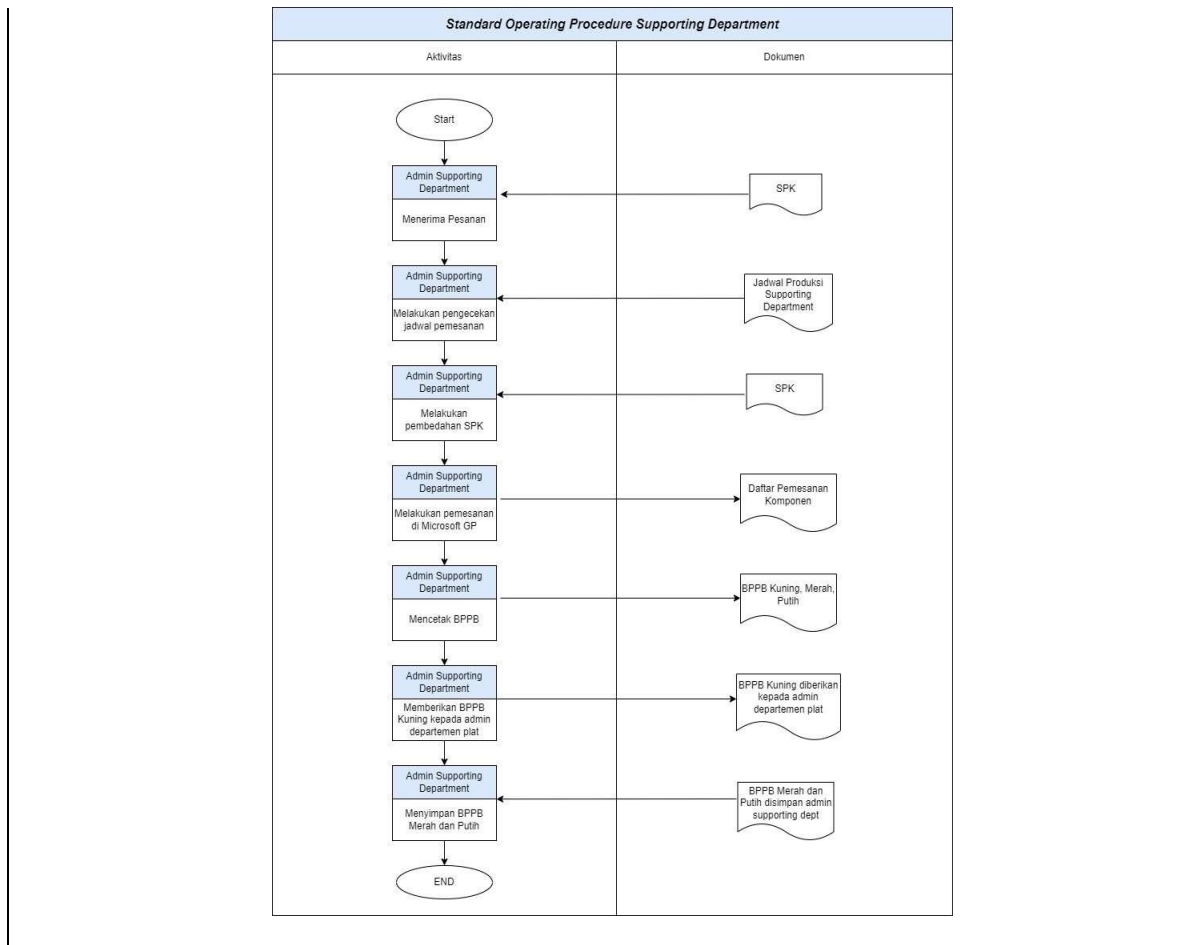 Standard Operating Procedure Supporting Department
Aktivitas
Dokumen
Start
Admin Supporting
Department
Menerima Pesanan
SPK
Admin Supporting
Department
Melakukan pengecekan
jadwal pemesanan
Jadwal Produksi
Supporting
Department
Admin Supporting
Department
Melakukan
pembedahan SPK
SPK
Admin Supporting
Department
Melakukan pemesanan
di Microsoft GP
Daftar Pemesanan
Komponen
Admin Supporting
Department
Mencetak BPPB
BPPB Kuning, Merah,
Putih
Admin Supporting
Department
Memberikan BPPB
Kuning kepada admin
departemen plat
BPPB Kuning diberikan
kepada admin
departemen plat
Admin Supporting
Department
Menyimpan BPPB
Merah dan Putih
BPPB Merah dan
Putih disimpan admin
supporting dept
END